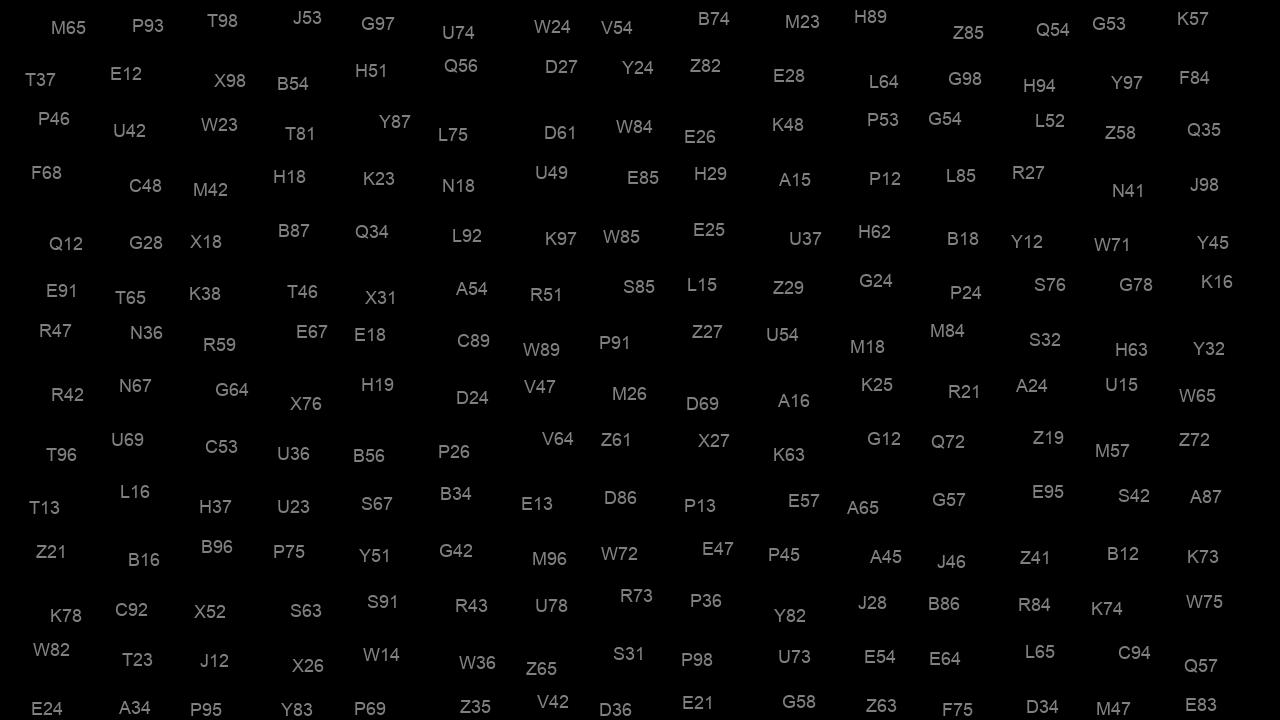 M65 P93 T98 J53 G97 U74 W24 V54 B74 M23 H89 Z85 Q54 G53 K57
T37 E12 X98 B54 H51 Q56 D27 Y24 Z82 E28 L64 G98 H94 Y97 F84
P46 U42 W23 T81 Y87 L75 D61 W84 E26 K48 P53 G54 L52 Z58 Q35
F68 C48 M42 H18 K23 N18 U49 E85 H29 A15 P12 L85 R27 N41 J98
Q12 G28 X18 B87 Q34 L92 K97 W85 E25 U37 H62 B18 Y12 W71 Y45
E91 T65 K38 T46 X31 A54 R51 S85 L15 Z29 G24 P24 S76 G78 K16
R47 N36 R59 E67 E18 C89 W89 P91 Z27 U54 M18 M84 S32 H63 Y32
R42 N67 G64 X76 H19 D24 V47 M26 D69 A16 K25 R21 A24 U15 W65
T96 U69 C53 U36 B56 P26 V64 Z61 X27 K63 G12 Q72 Z19 M57 Z72
T13 L16 H37 U23 S67 B34 E13 D86 P13 E57 A65 G57 E95 S42 A87
Z21 B16 B96 P75 Y51 G42 M96 W72 E47 P45 A45 J46 Z41 B12 K73
K78 C92 X52 S63 S91 R43 U78 R73 P36 Y82 J28 B86 R84 K74 W75
W82 T23 J12 X26 W14 W36 Z65 S31 P98 U73 E54 E64 L65 C94 Q57
E24 A34 P95 Y83 P69 Z35 V42 D36 E21 G58 Z63 F75 D34 M47 E83